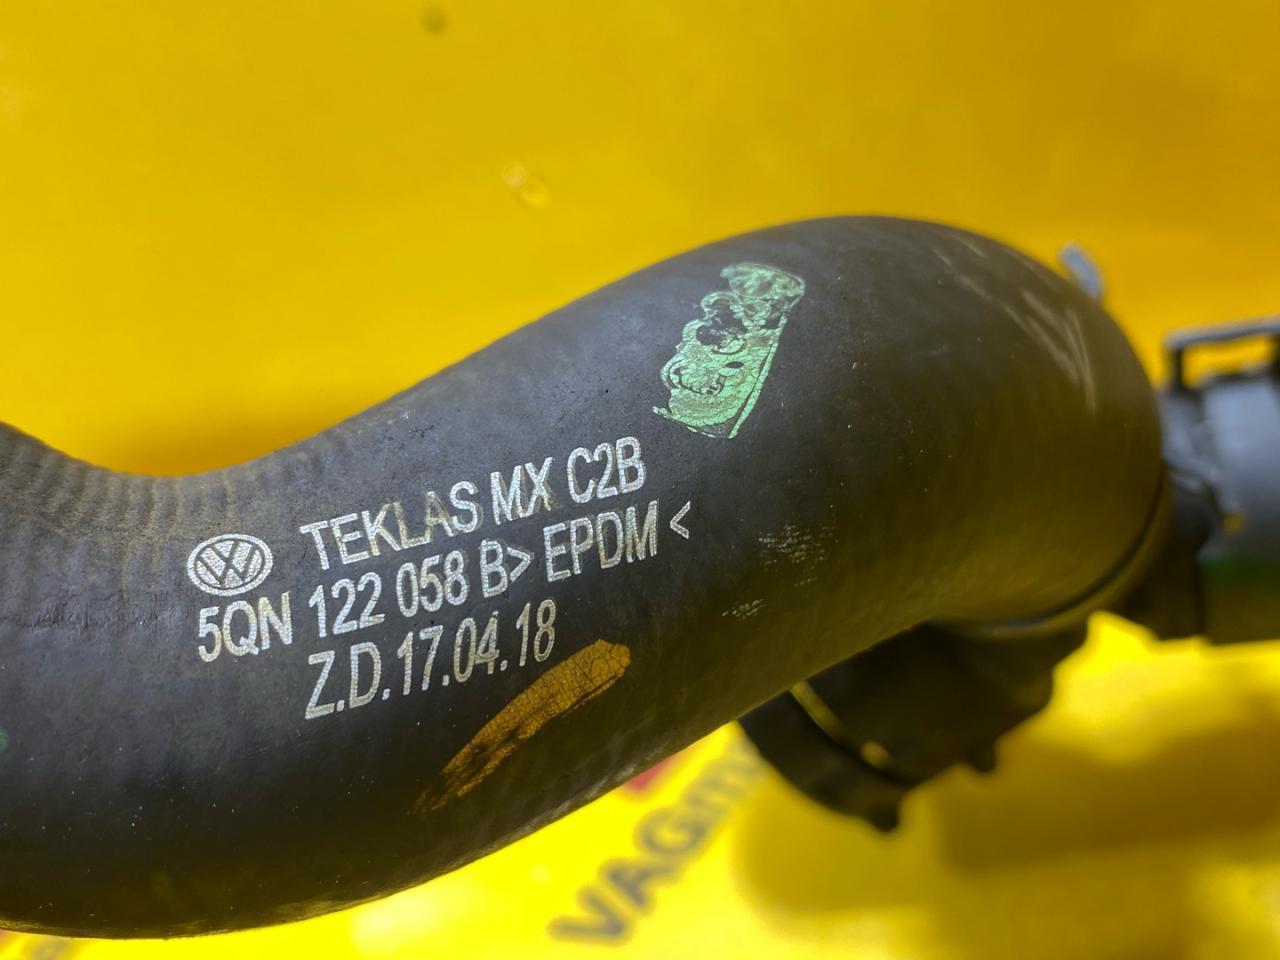 TEKLAS MX C2B
5QN 122 058 B> EPDM <
Z.D.17.04.18